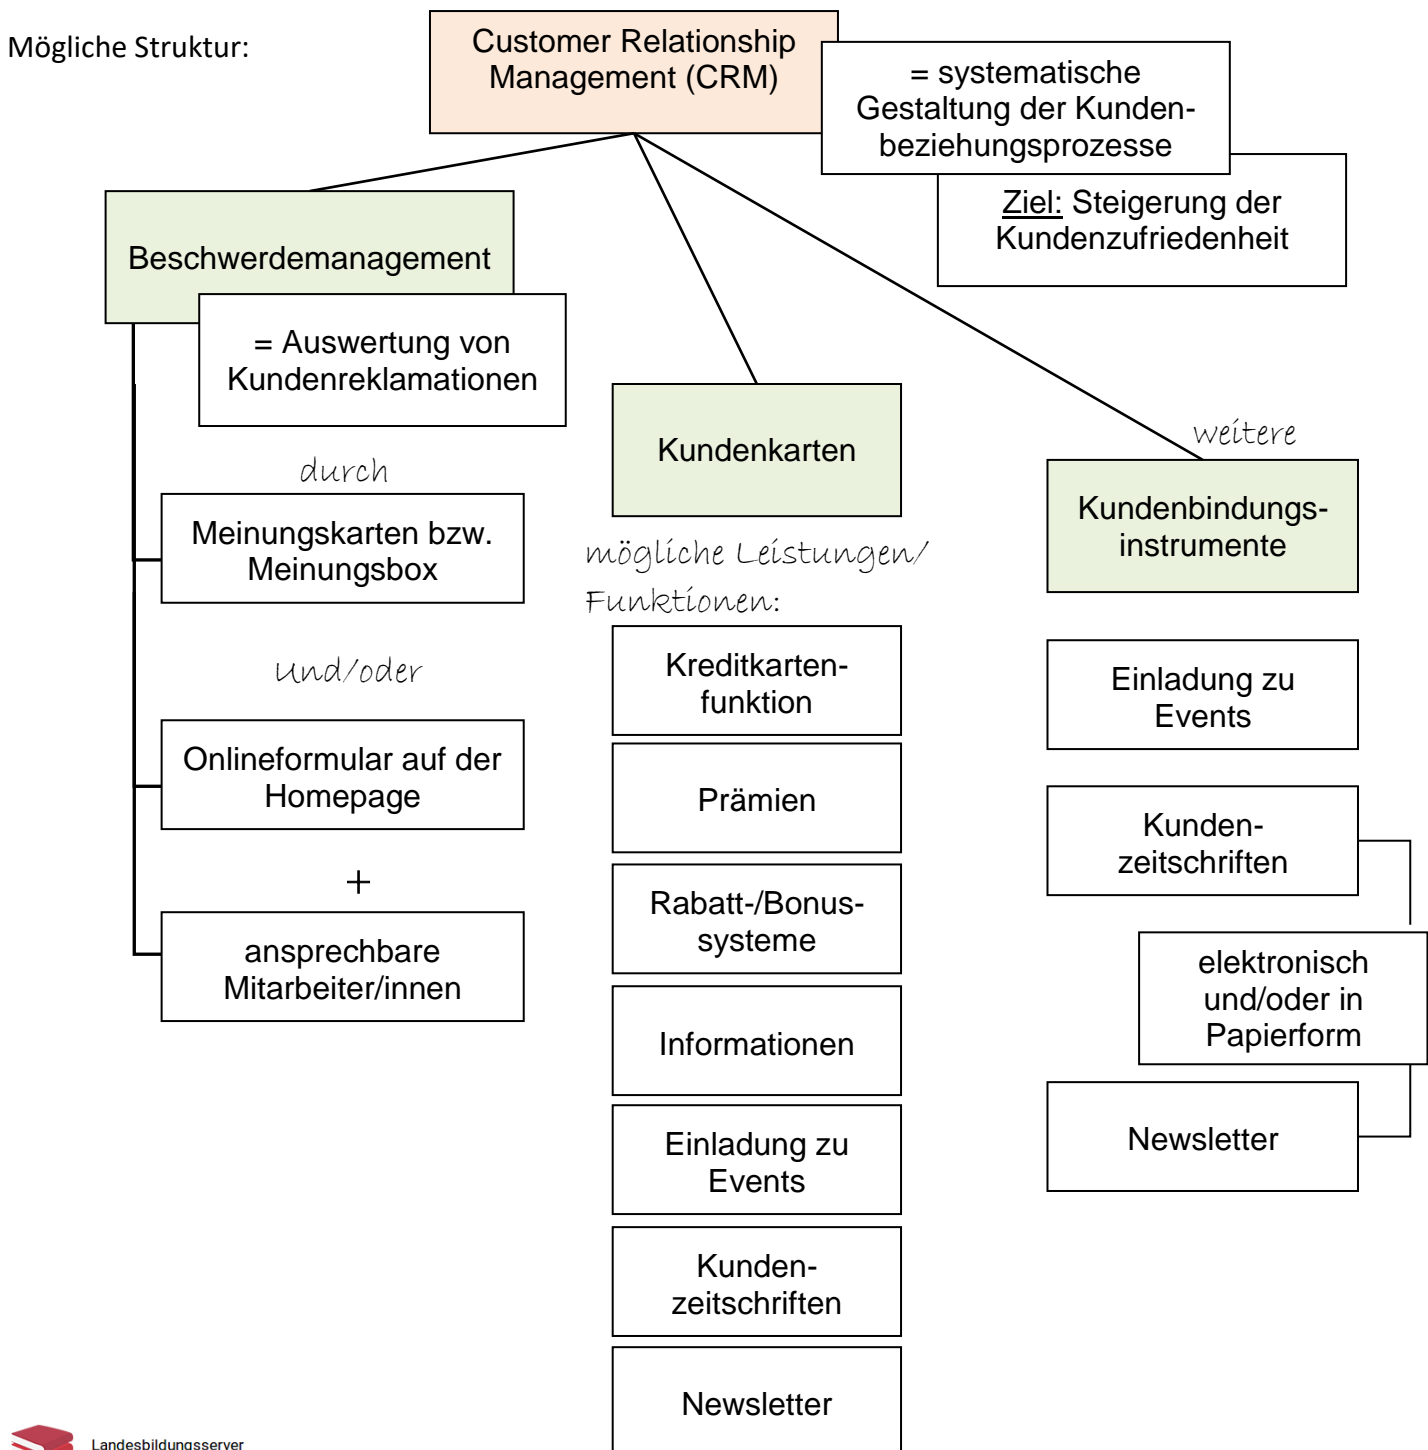 Mögliche Struktur:
Customer Relationship
Management (CRM)
= systematische
Gestaltung der Kunden-
beziehungsprozesse
Ziel: Steigerung der
Kundenzufriedenheit
Beschwerdemanagement
= Auswertung von
Kundenreklamationen
durch
Meinungskarten bzw.
Meinungsbox
Und/oder
Onlineformular auf der
Homepage
+
ansprechbare
Mitarbeiter/innen
Kundenkarten
mögliche Leistungen/
Funktionen:
Kreditkarten-
funktion
Prämien
Rabatt-/Bonus-
systeme
Informationen
Einladung zu
Events
Kunden-
zeitschriften
Newsletter
weitere
Kundenbindungs-
instrumente
Einladung zu
Events
Kunden-
zeitschriften
elektronisch
und/oder in
Papierform
Newsletter
Landesbildungsserver